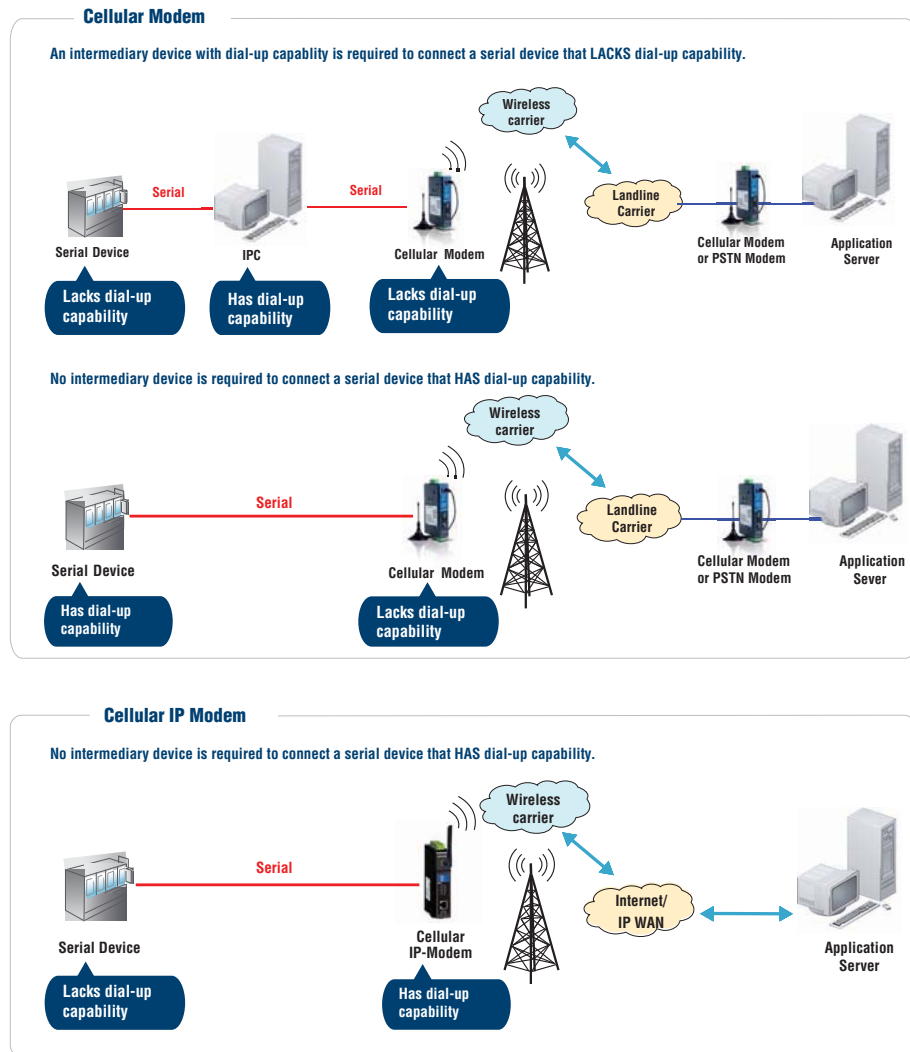 Cellular Modem
An intermediary device with dial-up capablity is required to connect a serial device that LACKS dial-up capability.
Wireless
carrier
Serial
Serial
Landline
Carrier
Serial Device
IPC
Cellular Modem
Cellular Modem
or PSTN Modem
Application
Server
Lacks dial-up
capability
Has dial-up
capability
Lacks dial-up
capability
No intermediary device is required to connect a serial device that HAS dial-up capability.
Wireless
carrier
Serial
Landline
Carrier
Serial Device
Cellular Modem
Cellular Modem
or PSTN Modem
Application
Sever
Has dial-up
capability
Lacks dial-up
capability
Cellular IP Modem
No intermediary device is required to connect a serial device that HAS dial-up capability.
Wireless
carrier
Serial
Internet/
IP WAN
Serial Device
Cellular
IP-Modem
Application
Server
Lacks dial-up
capability
Has dial-up
capability